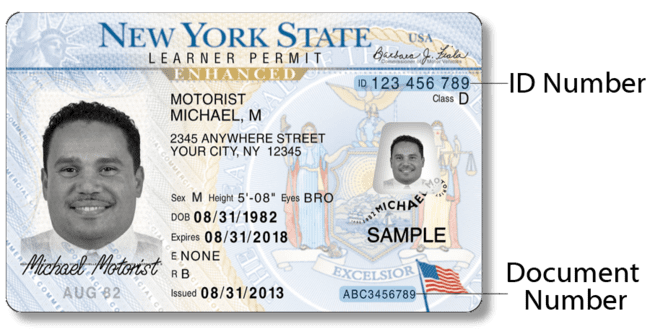 NEW YORK STATE USA
LEARNER PERMIT
ENHANCED
ID 123 456 789
ID Number
Class D
MOTORIST
MICHAEL, M
2345 ANYWHERE STREET
YOUR CITY, NY 12345
Sex M Height 5'-08" Eyes BRO
DOB 08/31/1982
Expires 08/31/2018
E NONE
R B
Issued 08/31/2013
Michael Motorist
AUG 82
MICHAEL
SAMPLE
EXCELSIOR
ABC3456789
Document
Number